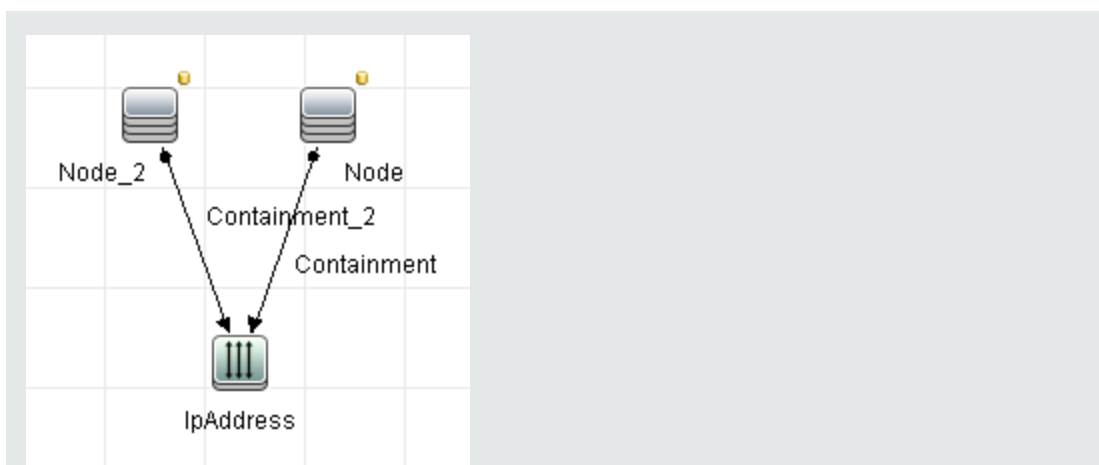 Node_2
Node
Containment_2
Containment
IpAddress